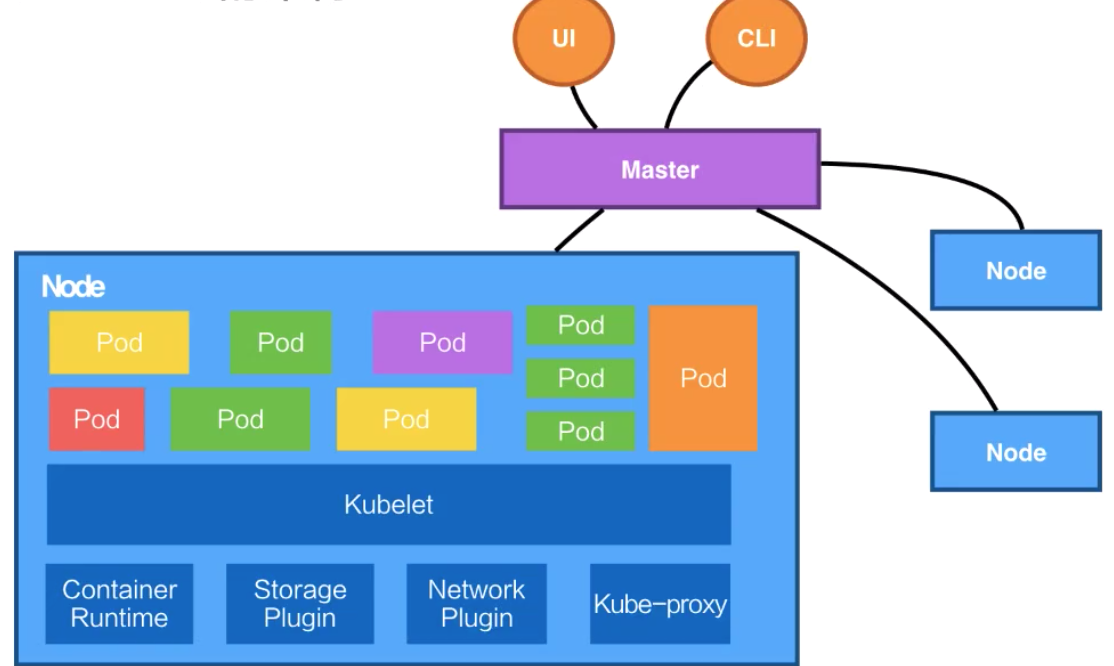 UI
CLI
Master
Node
Node
Node
Pod
Pod
Pod
Pod
Pod
Pod
Pod
Pod
Pod
Pod
Kubelet
Container
Runtime
Storage
Plugin
Network
Plugin
Kube-proxy